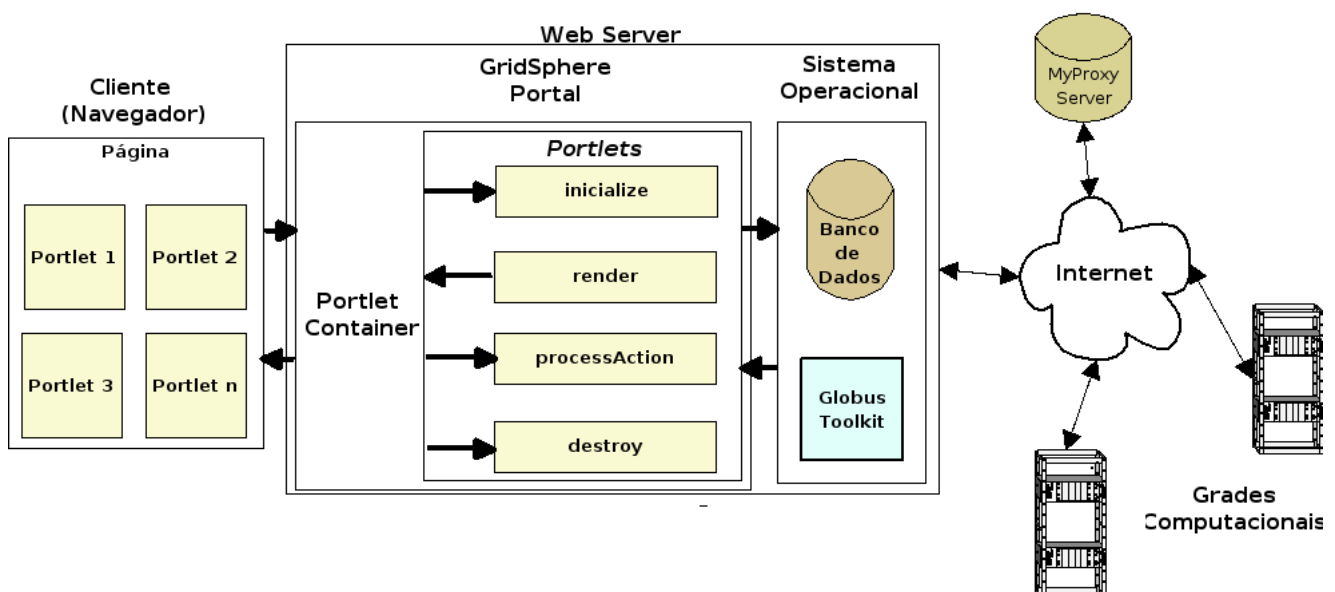 Web Server
Cliente
(Navegador)
Página
Portlet 1
Portlet 2
Portlet 3
Portlet n
GridSphere
Portal
Portlet
Container
Portlets
inicialize
render
processAction
destroy
Sistema
Operacional
Banco
de
Dados
Globus
Toolkit
MyProxy
Server
Internet
Grades
Computacionais